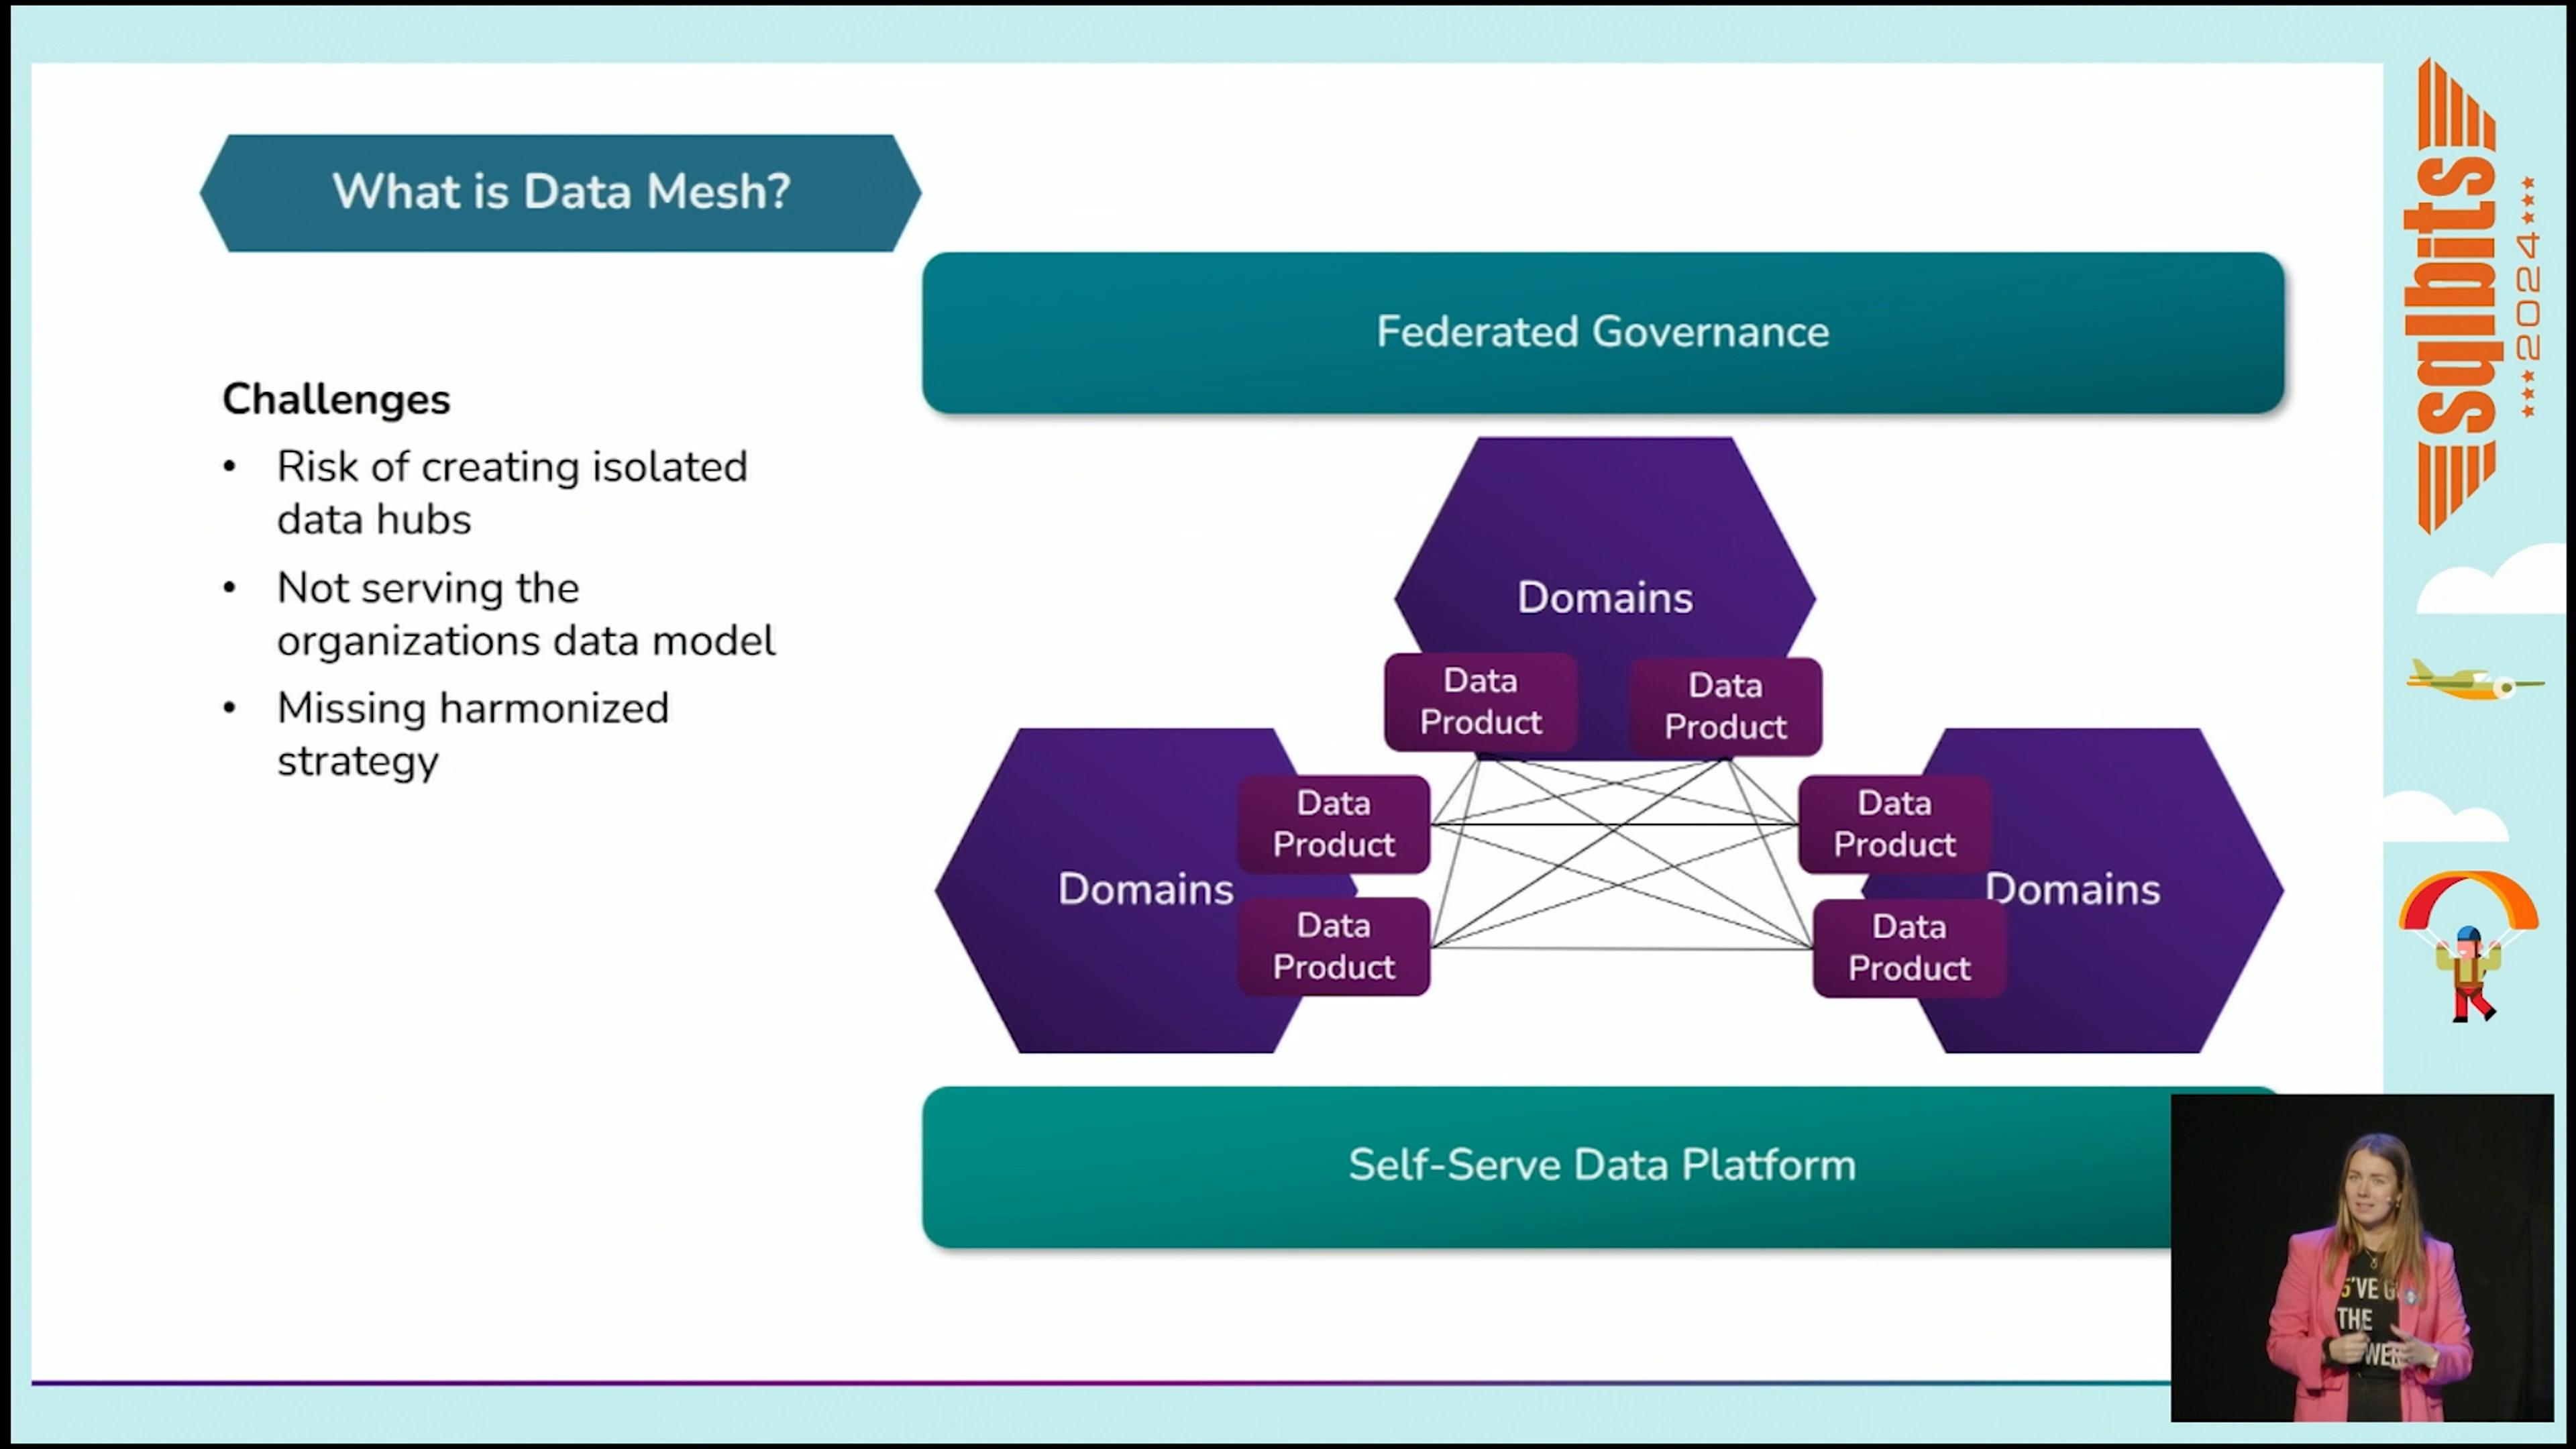 What is Data Mesh?
Federated Governance
Challenges
• Risk of creating isolated
data hubs
• Not serving the
organizations data model
• Missing harmonized
strategy
Domains
Data
Product
Data
Product
Domains
Data
Product
Data
Product
Domains
Data
Product
Data
Product
Self-Serve Data Platform
sqlbits
2024
THE